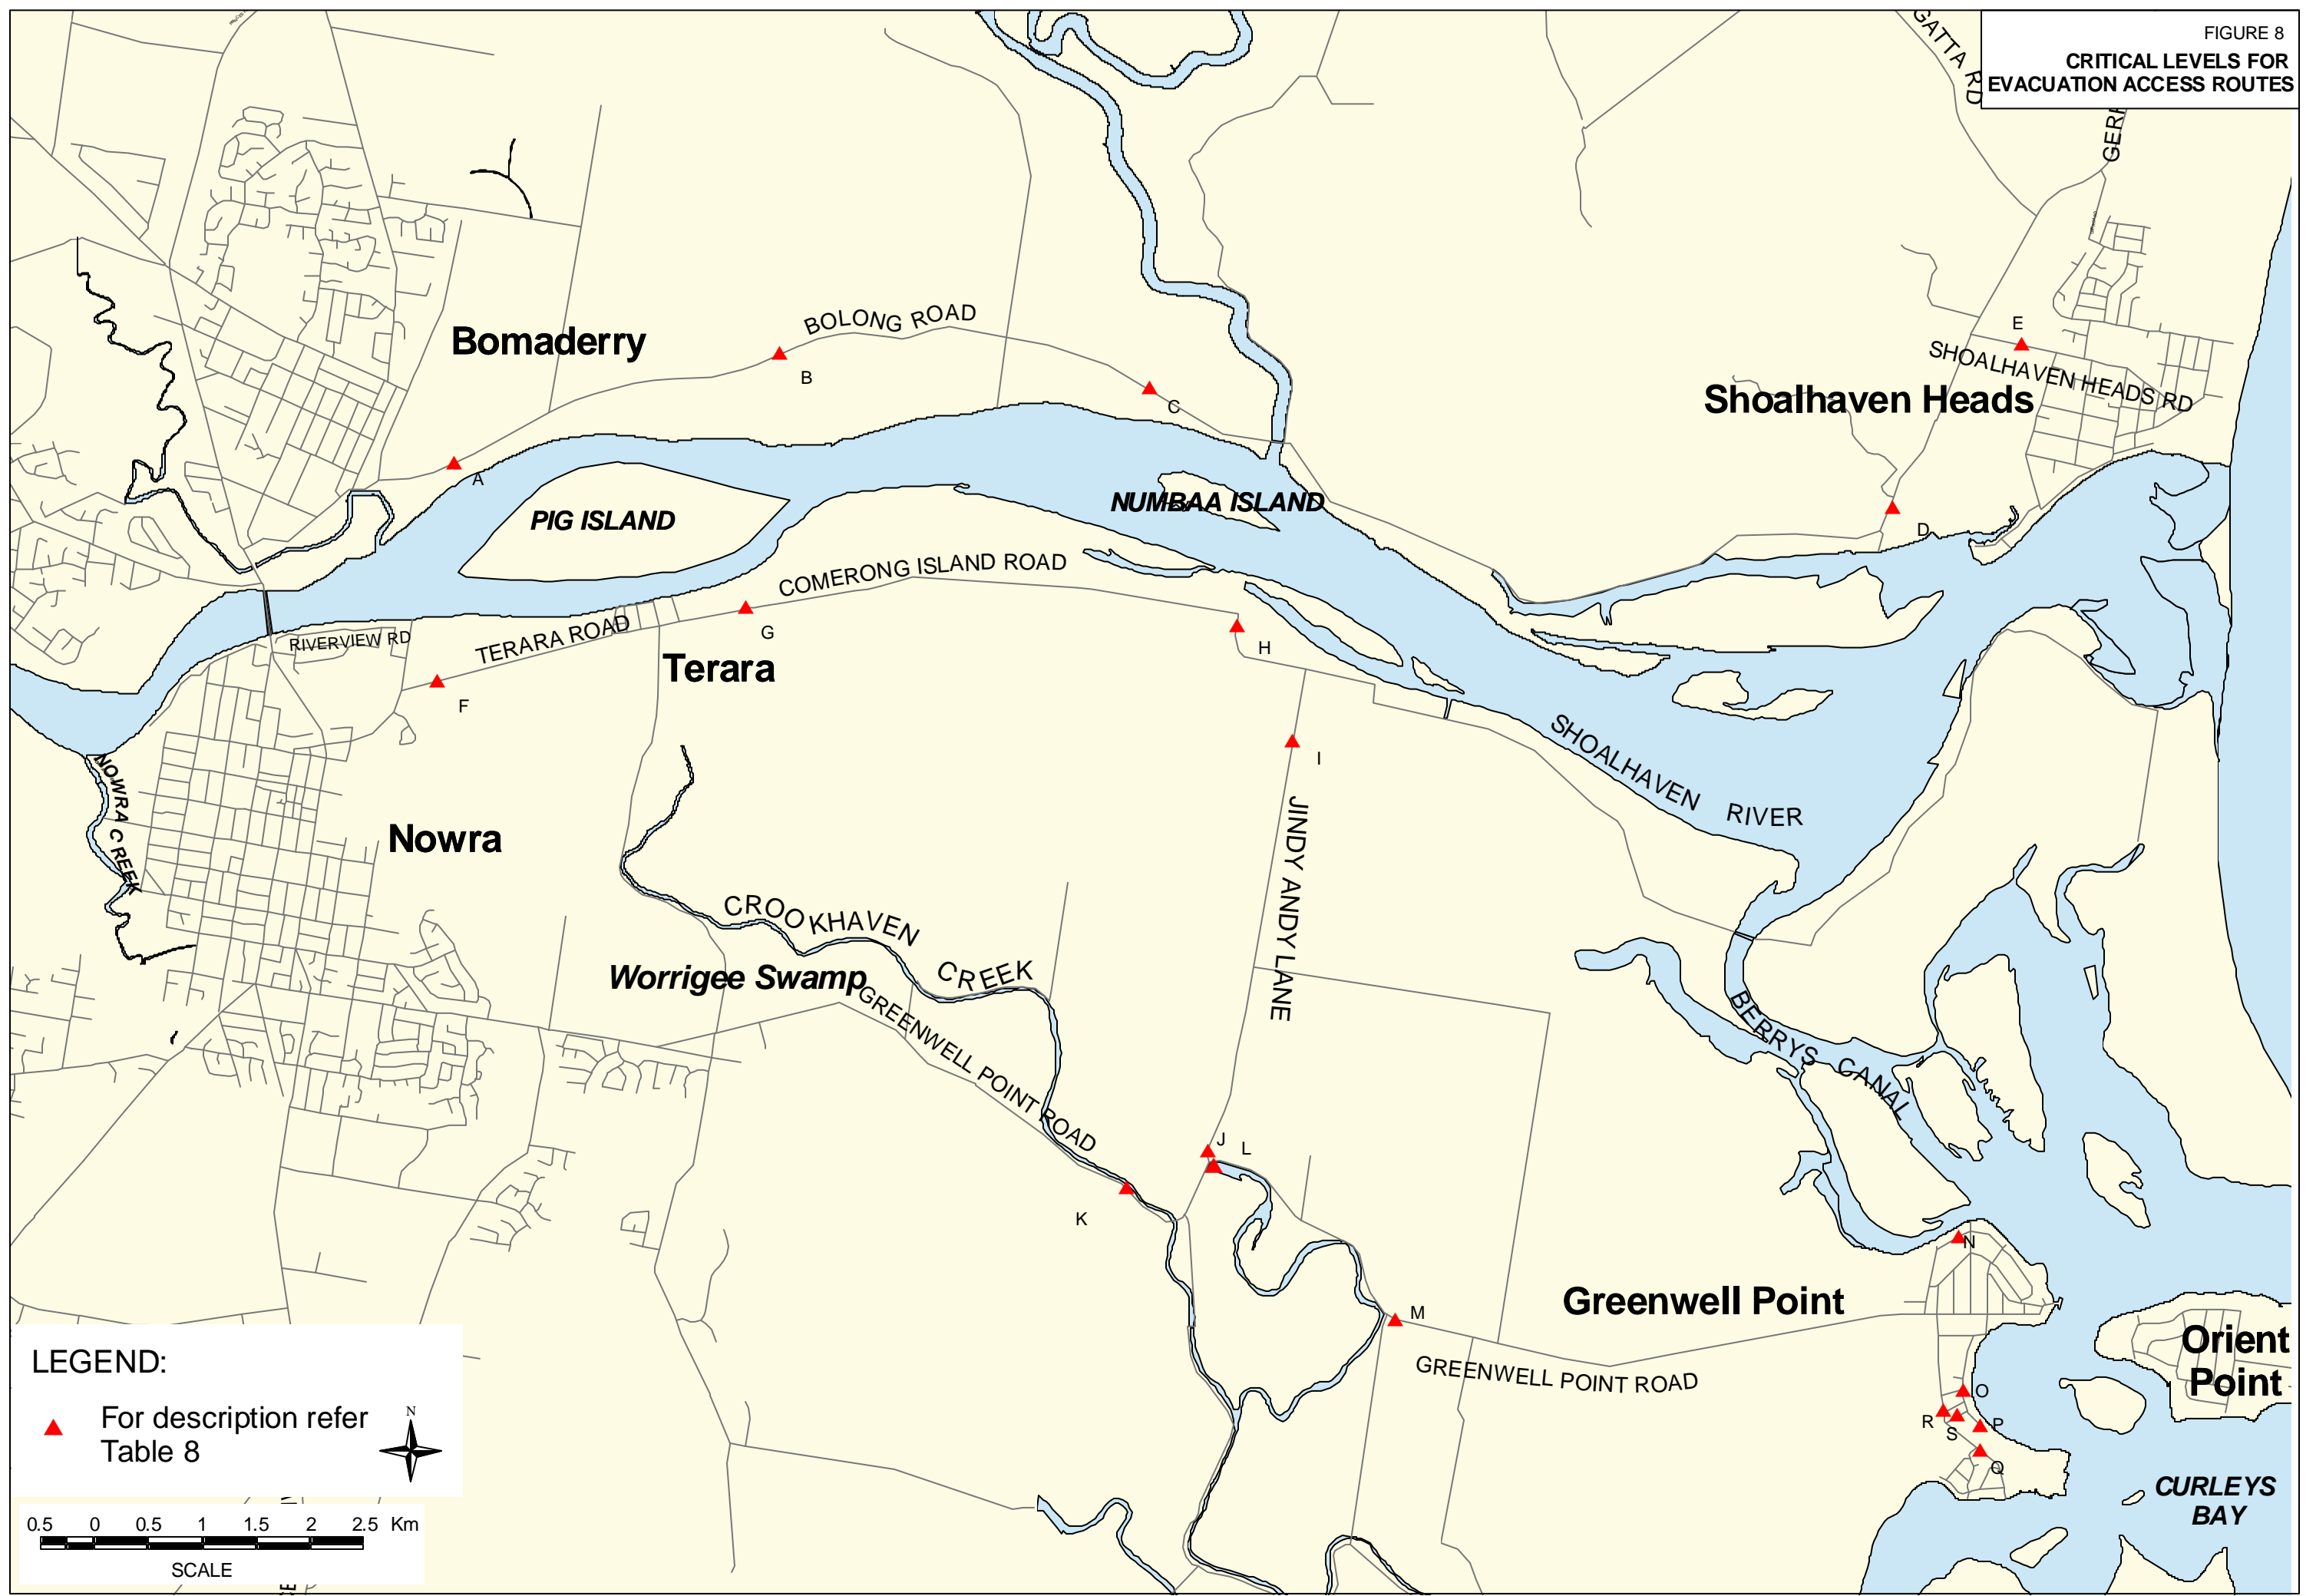 FIGURE 8
CRITICAL LEVELS FOR
EVACUATION ACCESS ROUTES
GATTA RD
GERR
BOLONG ROAD
Bomaderry
B
C
E
SHOALHAVEN HEADS RD
Shoalhaven Heads
A
PIG ISLAND
NUMBAA ISLAND
D
COMERONG ISLAND ROAD
RIVERVIEW RD
TERARA ROAD
G
H
Terara
F
I
SHOALHAVEN RIVER
NOWRA CREEK
JINDY ANDY LANE
Nowra
CROOKHAVEN CREEK
Worrigee Swamp
GREENWELL POINT ROAD
BERRYS CANAL
J
L
K
N
Greenwell Point
M
GREENWELL POINT ROAD
Orient
Point
O
R
S
P
Q
CURLEYS
BAY
LEGEND:
For description refer
Table 8
N
0.5 0 0.5 1 1.5 2 2.5 Km
SCALE